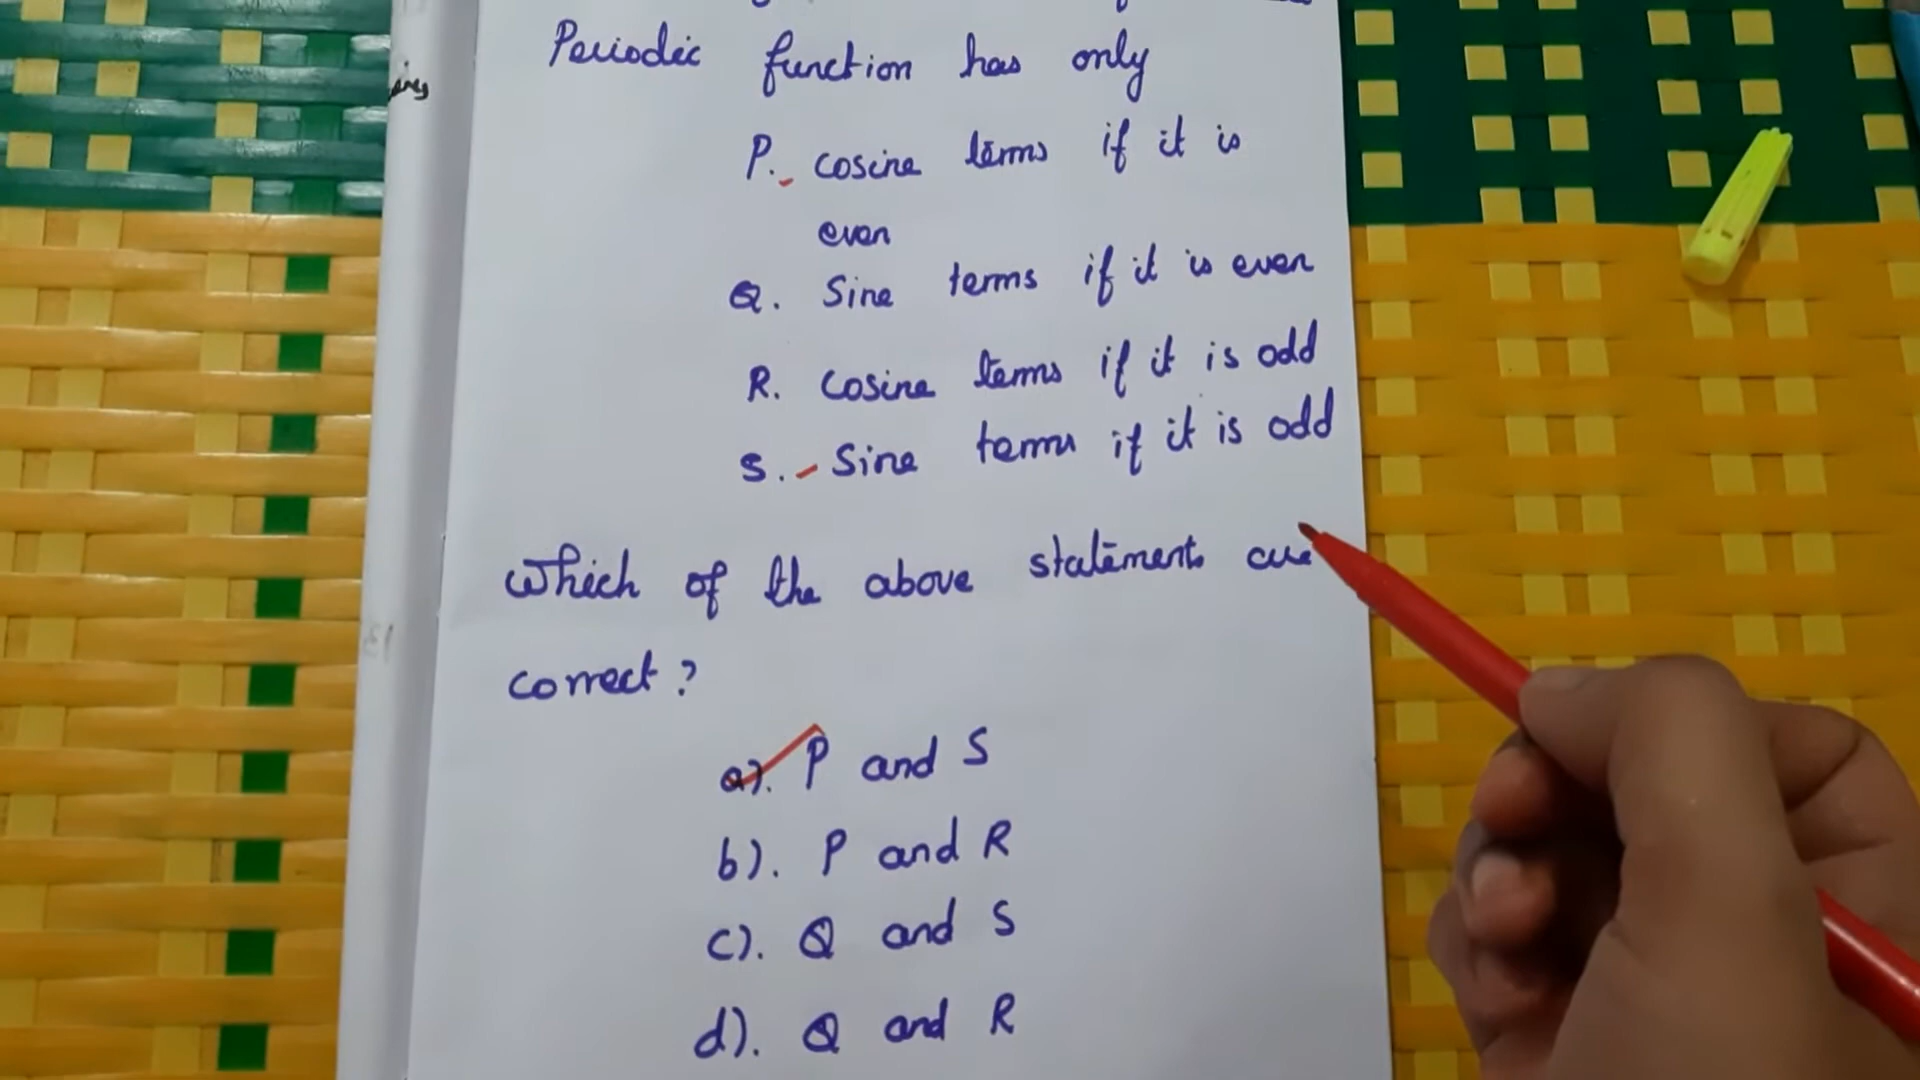 Periodic function has only
P. cosine terms if it is
even
Q. Sine terms if it is even
R. cosine terms if it is odd
S. Sine terms if it is odd
Which of the above statements are
correct?
a). P and S
b). P and R
c). Q and S
d). Q and R